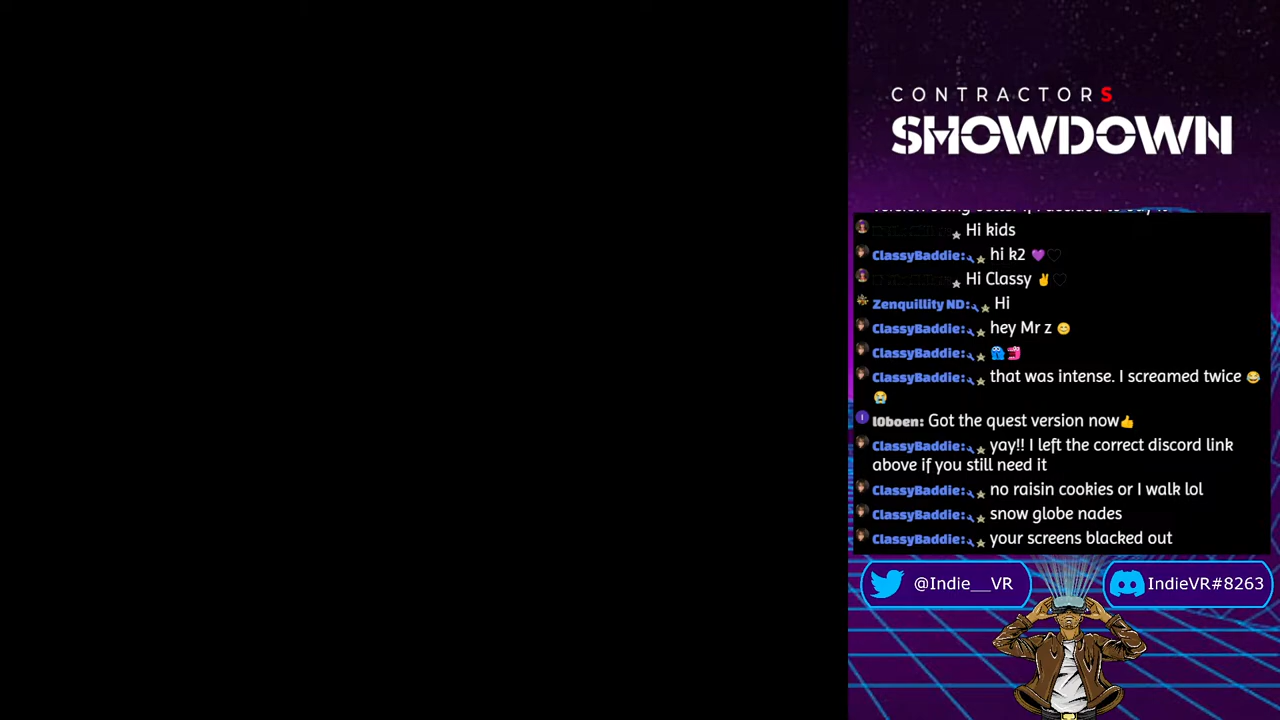 CONTRACTORS
SHOWDOWN
Hi kids
ClassyBaddie: hi k2 💜🖤
Hi Classy ✌️🖤
Zenquillity ND: Hi
ClassyBaddie: hey Mr z 😊
ClassyBaddie:
ClassyBaddie: that was intense. I screamed twice 😂
😭
l0boen: Got the quest version now👍
ClassyBaddie: yay!! I left the correct discord link
above if you still need it
ClassyBaddie: no raisin cookies or I walk lol
ClassyBaddie: snow globe nades
ClassyBaddie: your screens blacked out
@Indie__VR
IndieVR#8263